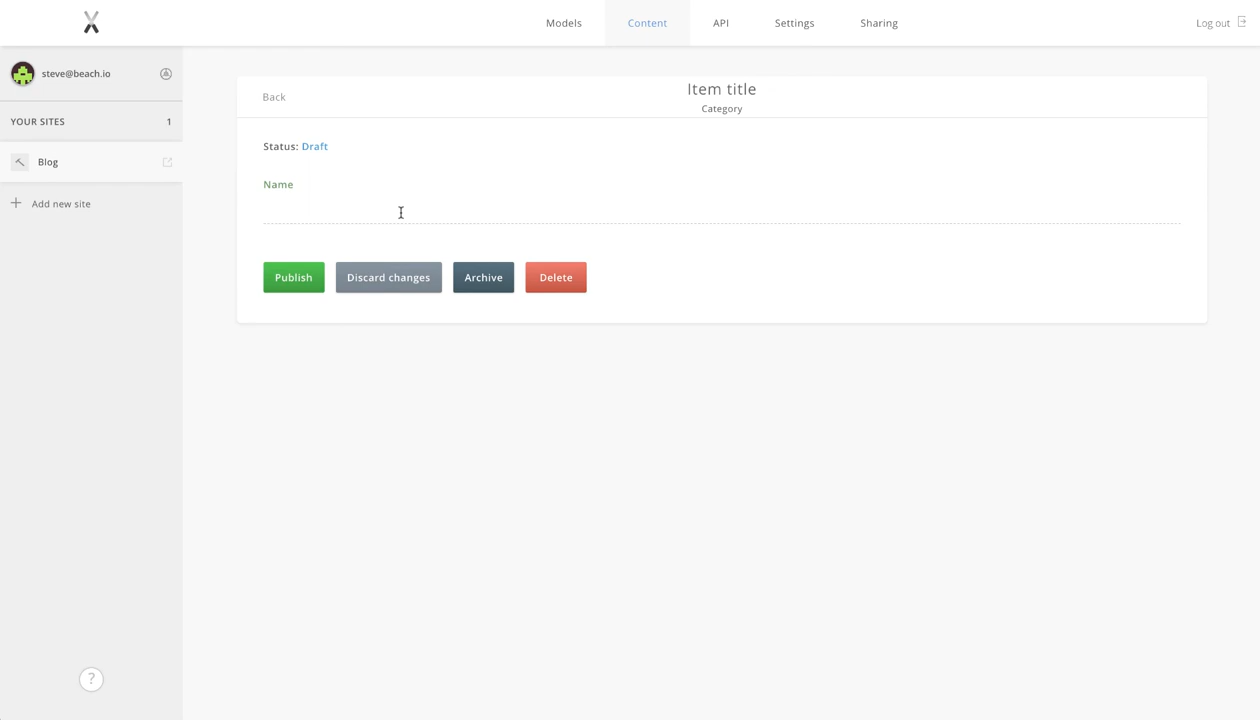 Models Content API Settings Sharing Log out
steve@beach.io
YOUR SITES 1
Blog
Add new site
Back
Item title
Category
Status: Draft
Name
Publish Discard changes Archive Delete
?